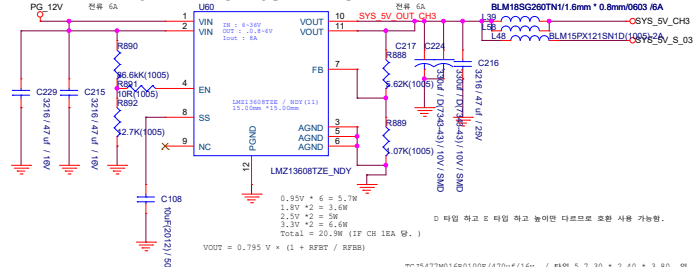 전류 6A
전류 6A
PG_12V
U60
BLM18SG260TN1/1.6mm * 0.8mm/0603 /6A
1
VIN
IN : 6~36V
VOUT
10
SYS_5V_OUT_CH3
L39
SYS_5V_CH3
2
VIN
OUT : .0.8~6V
VOUT
11
Iout : 8A
L48
BLM15PX121SN1D(1005)-2A
SYS_5V_S_03
R890
R888
C217
C224
C216
FB
7
R891
10R(1005)
4
EN
5.62K(1005)
330uf / D(7343-43) / 10V / SMD
330uf / D(7343-43) / 10V / SMD
3216 / 47 uf / 25V
C229
3216 / 47 uf / 16V
C215
3216 / 47 uf / 16V
R892
LMZ13608TZE / NDY(11)
15.00mm *15.00mm
8
SS
12.7K(1005)
PGND
AGND
3
AGND
5
AGND
6
R889
1.07K(1005)
9
NC
12
LMZ13608TZE_NDY
C108
10uF(2012) / 50
0.95V * 6 = 5.7W
1.8V *2 = 3.6W
2.5V *2 = 5W
3.3V *2 = 6.6W
Total = 20.9W (IF CH 1EA 당. )
D 타입 하고 E 타입 하고 높이만 다르므로 호환 사용 가능함.
VOUT = 0.795 V × (1 + RFBT / RFBB)